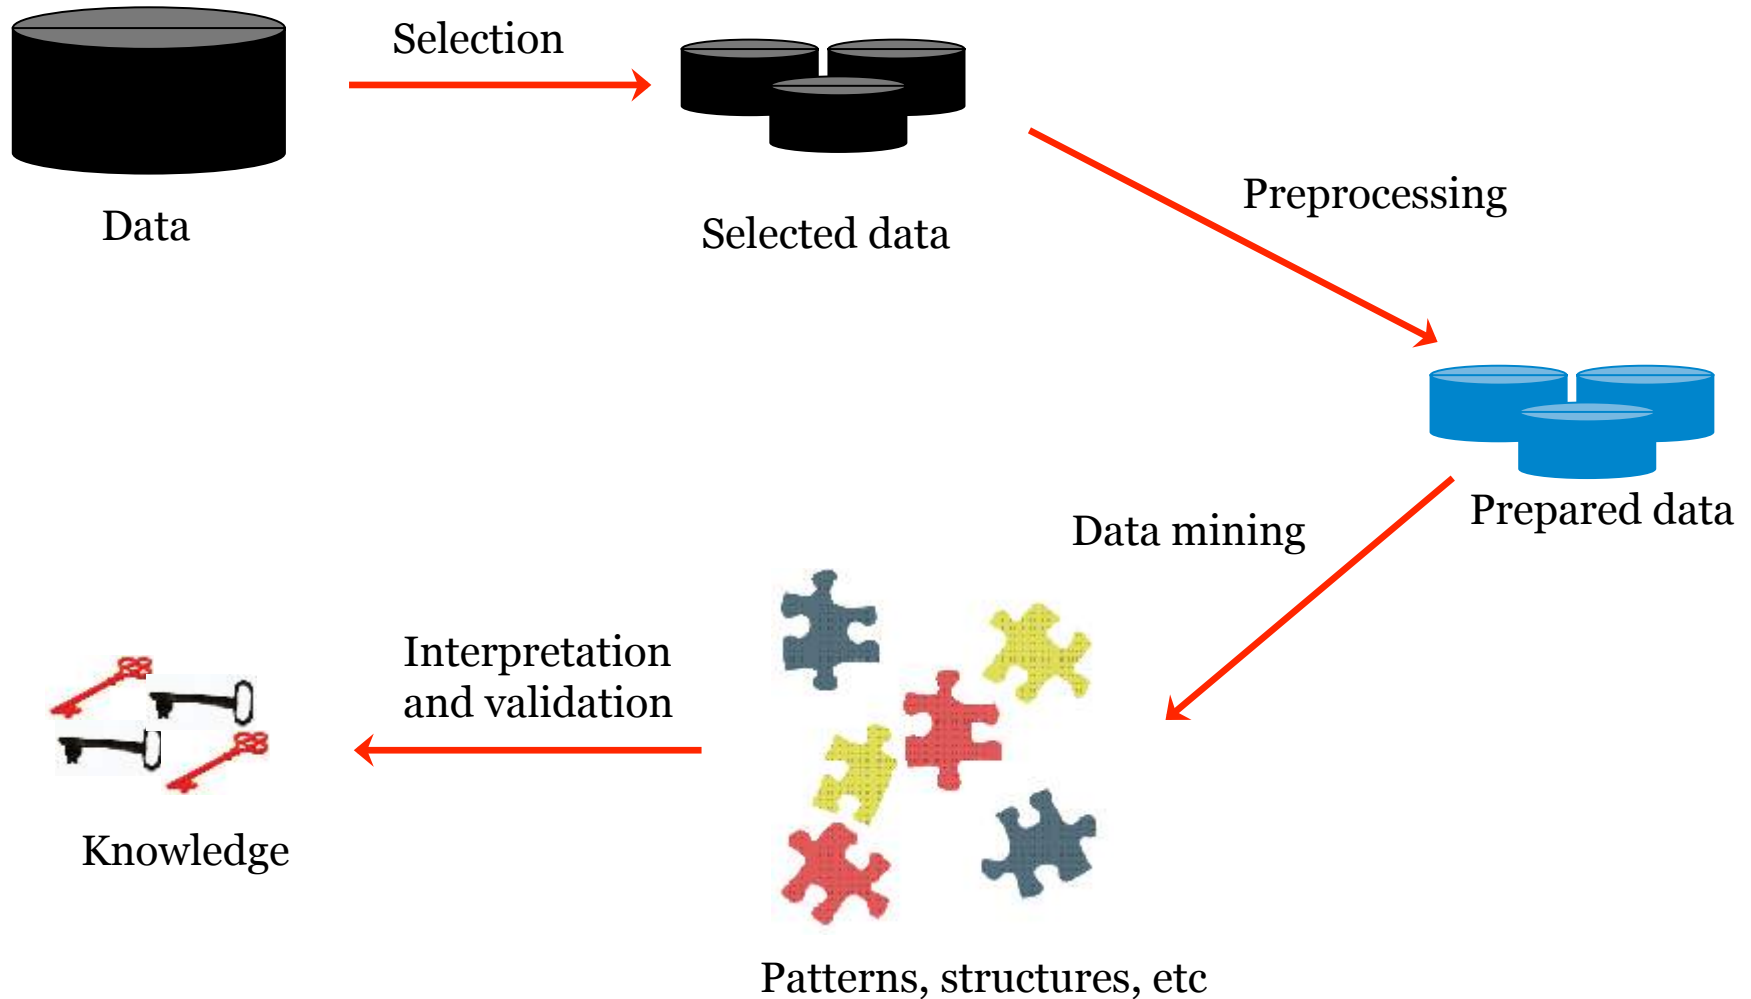 Selection
Data
Selected data
Preprocessing
Prepared data
Data mining
Patterns, structures, etc
Interpretation
and validation
Knowledge